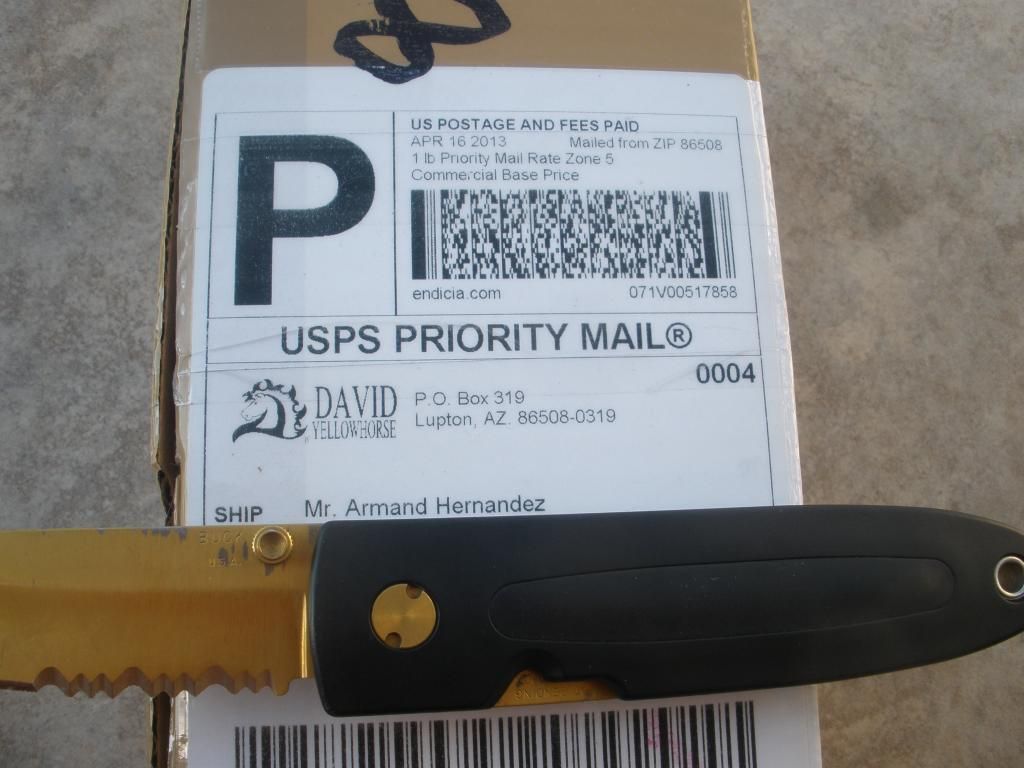 P
US POSTAGE AND FEES PAID
APR 16 2013 Mailed from ZIP 86508
1 lb Priority Mail Rate Zone 5
Commercial Base Price
endicia.com 071V00517858
USPS PRIORITY MAIL®
0004
DAVID
YELLOWHORSE
P.O. Box 319
Lupton, AZ. 86508-0319
SHIP
Mr. Armand Hernandez
BUCK
U.S.A.